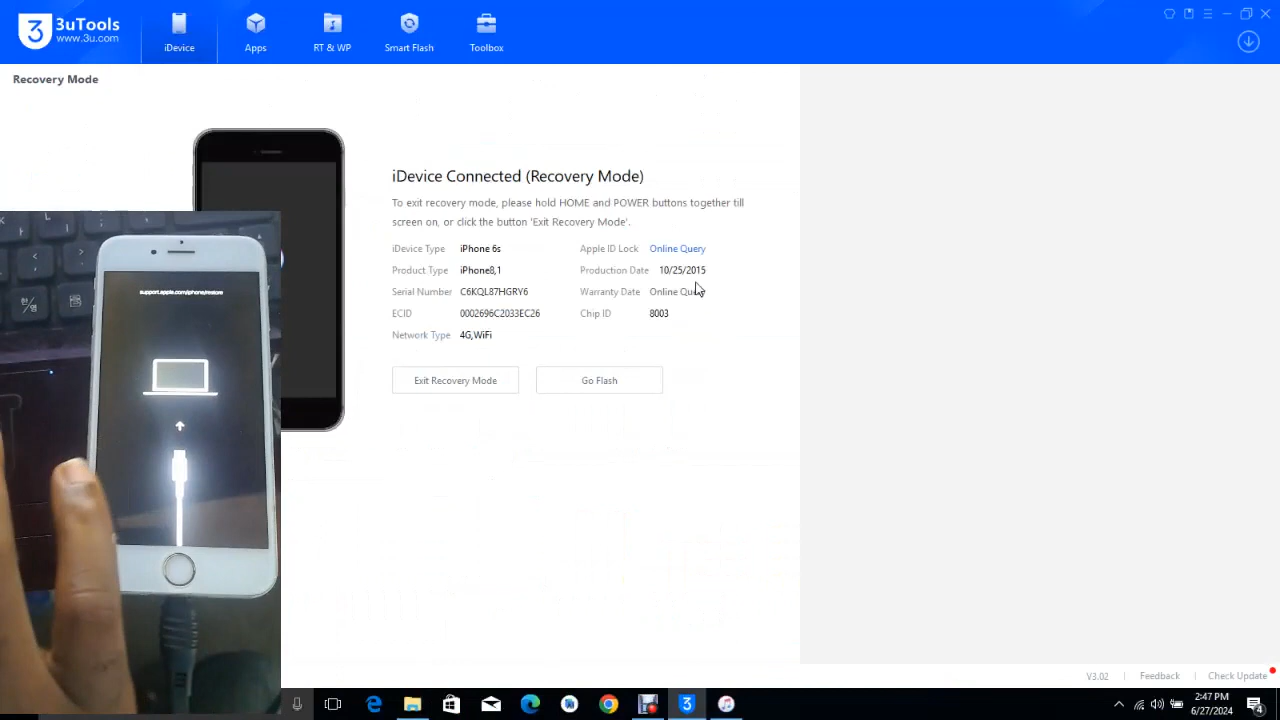 3 3uTools
www.3u.com
iDevice
Apps
RT & WP
Smart Flash
Toolbox
Recovery Mode
iDevice Connected (Recovery Mode)
To exit recovery mode, please hold HOME and POWER buttons together till
screen on, or click the button 'Exit Recovery Mode'.
iDevice Type iPhone 6s Apple ID Lock Online Query
Product Type iPhone8,1 Production Date 10/25/2015
Serial Number C6KQL87HGRY6 Warranty Date Online
ECID 0002696C2033EC26 Chip ID 8003
Network Type 4G,WiFi
Exit Recovery Mode Go Flash
support.apple.com/iphone/restore
V3.02 Feedback Check Update
2:47 PM
6/27/2024
4